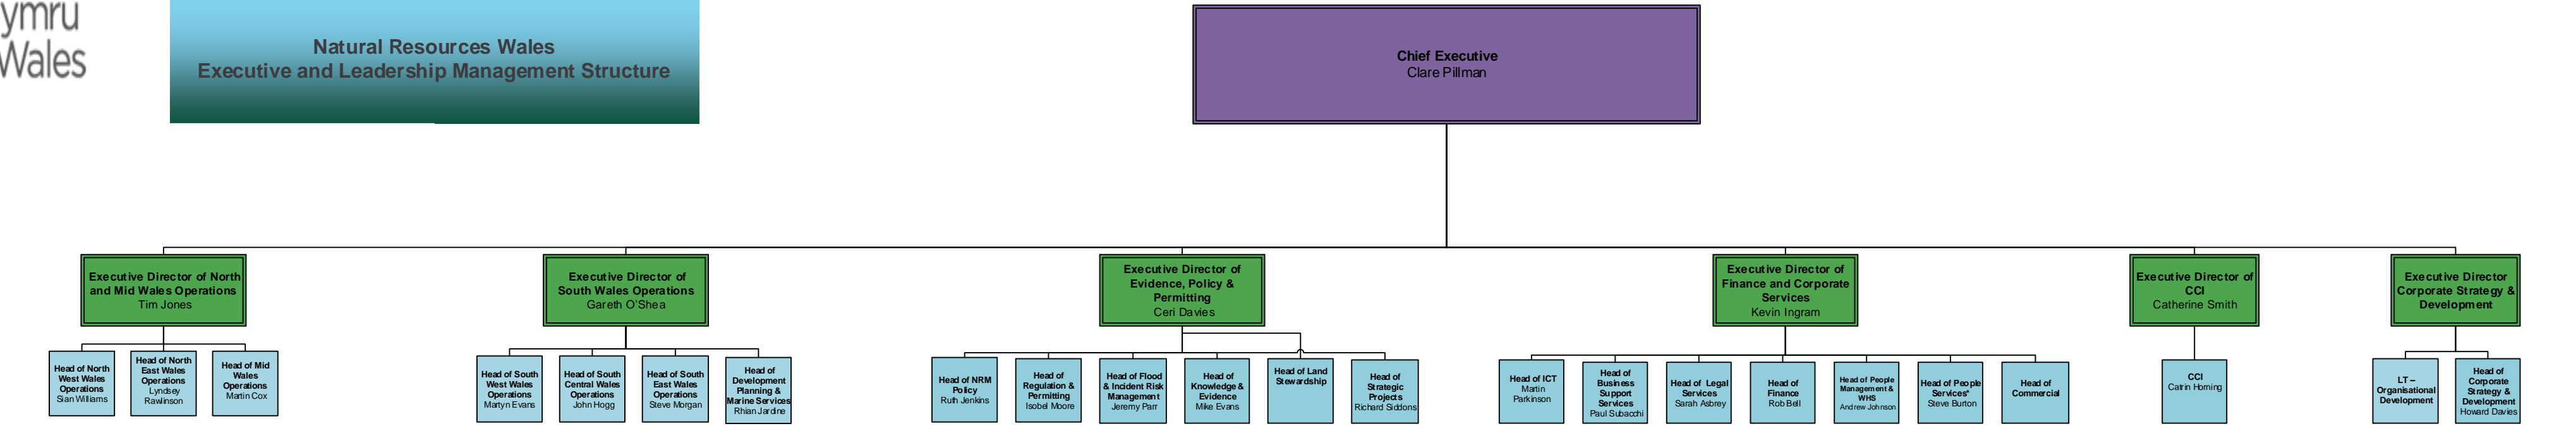 ymru
Wales
Natural Resources Wales
Executive and Leadership Management Structure
Chief Executive
Clare Pillman
Executive Director of North
and Mid Wales Operations
Tim Jones
Executive Director of
South Wales Operations
Gareth O'Shea
Executive Director of
Evidence, Policy &
Permitting
Ceri Davies
Executive Director of
Finance and Corporate
Services
Kevin Ingram
Executive Director of
CCI
Catherine Smith
Executive Director
Corporate Strategy &
Development
Head of North
West Wales
Operations
Sian Williams
Head of North
East Wales
Operations
Lyndsey
Rawlinson
Head of Mid
Wales
Operations
Martin Cox
Head of South
West Wales
Operations
Martyn Evans
Head of South
Central Wales
Operations
John Hogg
Head of South
East Wales
Operations
Steve Morgan
Head of
Development
Planning &
Marine Services
Rhian Jardine
Head of NRM
Policy
Ruth Jenkins
Head of
Regulation &
Permitting
Isobel Moore
Head of Flood
& Incident Risk
Management
Jeremy Parr
Head of
Knowledge &
Evidence
Mike Evans
Head of Land
Stewardship
Head of
Strategic
Projects
Richard Siddons
Head of ICT
Martin
Parkinson
Head of
Business
Support
Services
Paul Subacchi
Head of Legal
Services
Sarah Asbrey
Head of
Finance
Rob Bell
Head of People
Management &
WHS
Andrew Johnson
Head of People
Services*
Steve Burton
Head of
Commercial
CCI
Catrin Horning
LT –
Organisational
Development
Head of
Corporate
Strategy &
Development
Howard Davies